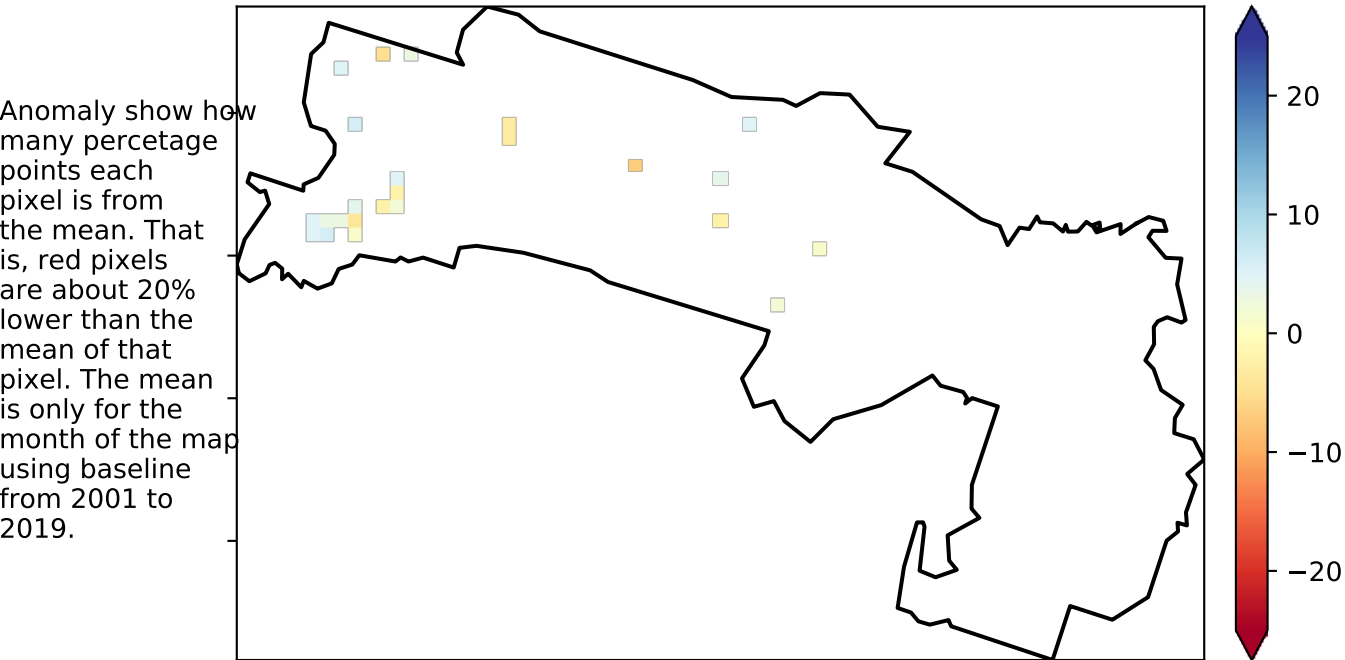 Anomaly show how
many percetage
points each
pixel is from
the mean. That
is, red pixels
are about 20%
lower than the
mean of that
pixel. The mean
is only for the
month of the map
using baseline
from 2001 to
2019.
20
10
0
−10
−20